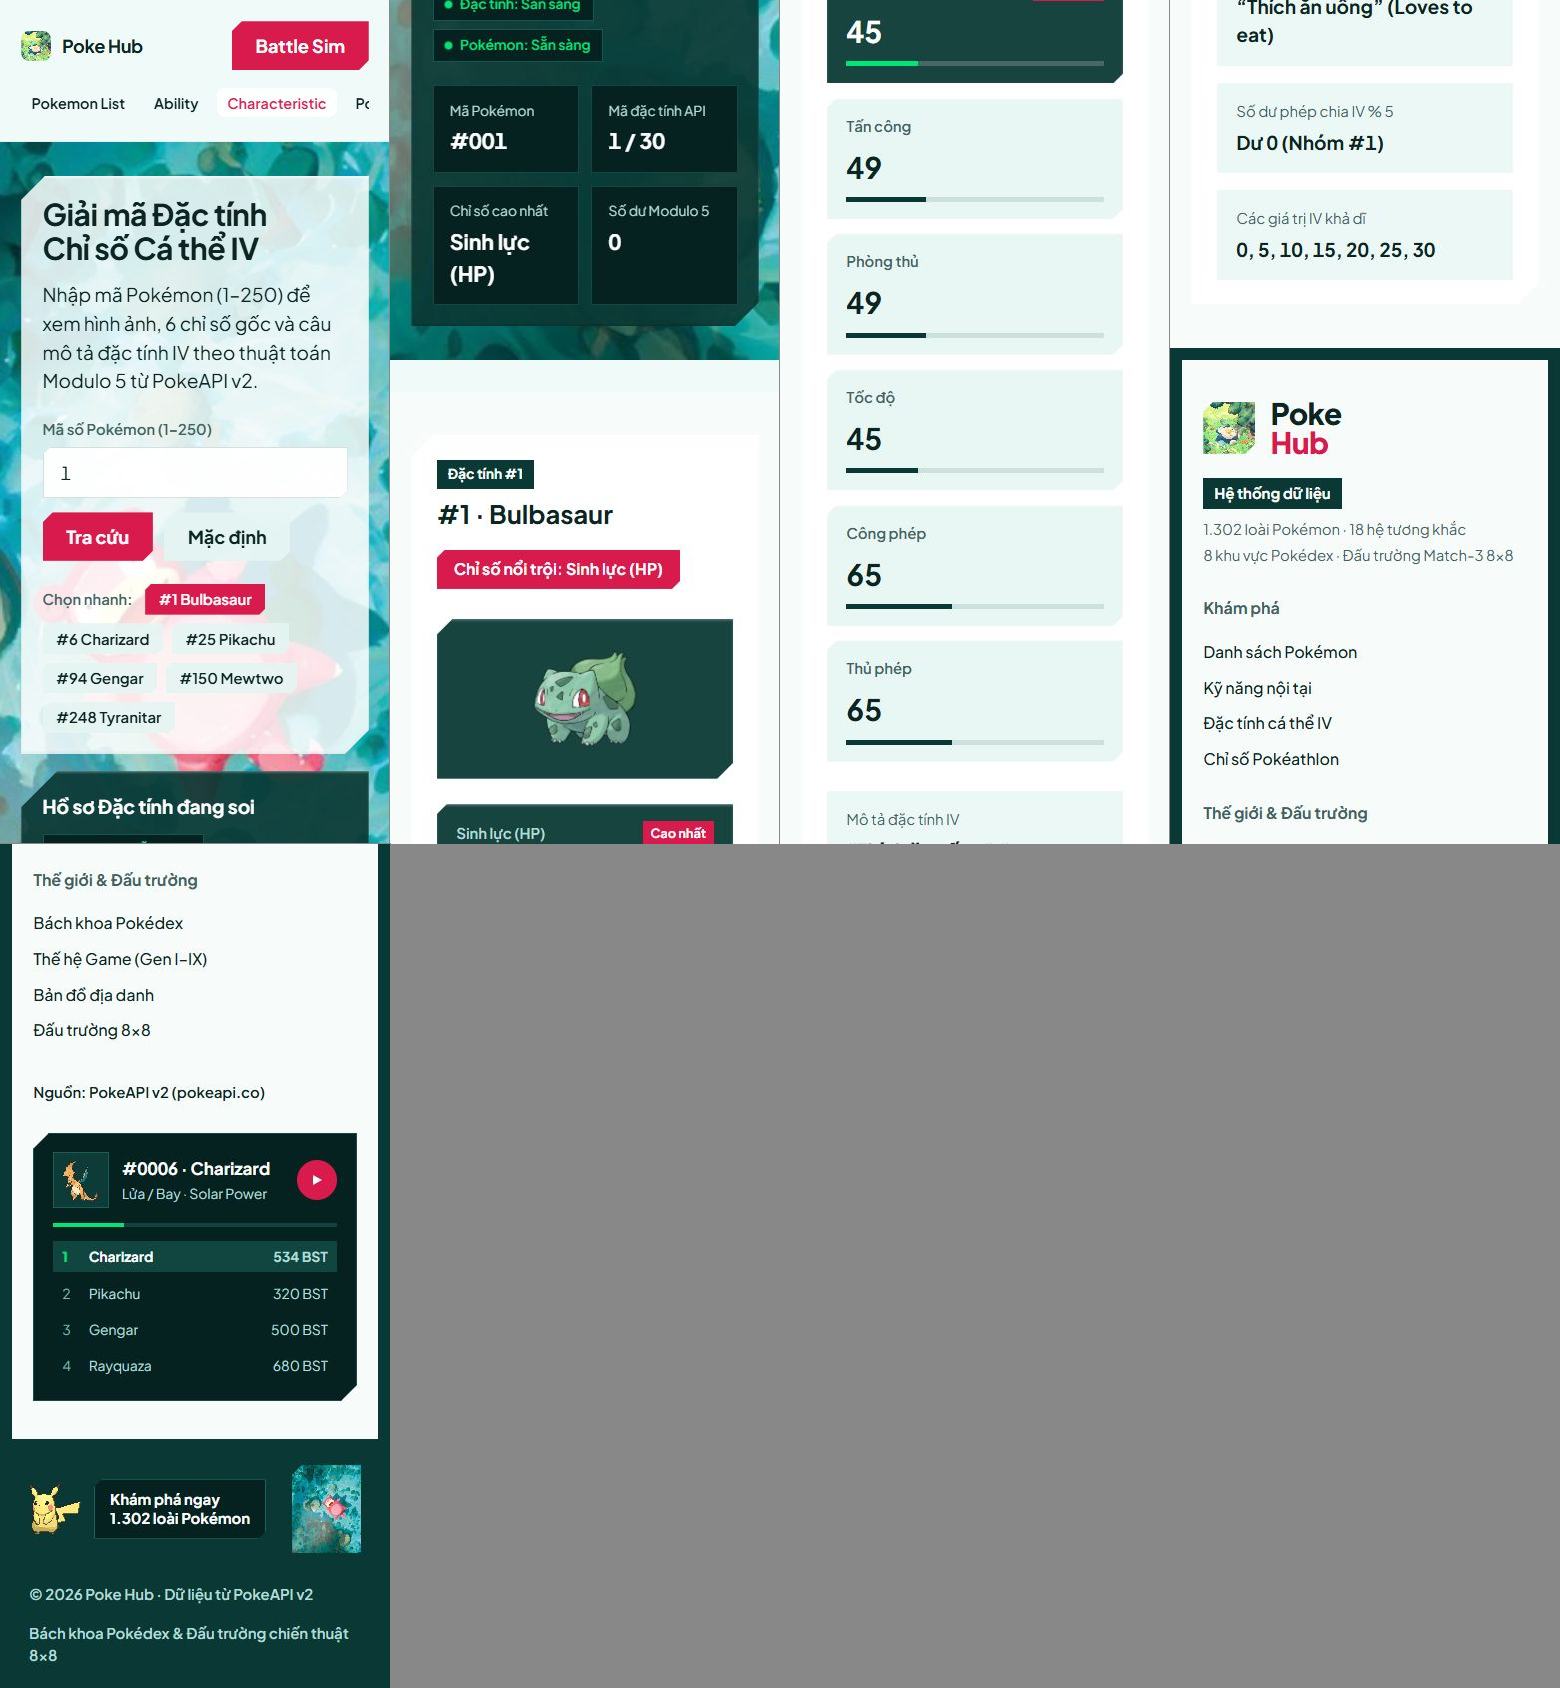 Poke Hub
Battle Sim
Pokemon List
Ability
Characteristic
Giải mã Đặc tính
Chỉ số Cá thể IV
Nhập mã Pokémon (1–250) để
xem hình ảnh, 6 chỉ số gốc và câu
mô tả đặc tính IV theo thuật toán
Modulo 5 từ PokeAPI v2.
Mã số Pokémon (1–250)
1
Tra cứu
Mặc định
Chọn nhanh:
#1 Bulbasaur
#6 Charizard
#25 Pikachu
#94 Gengar
#150 Mewtwo
#248 Tyranitar
Hồ sơ Đặc tính đang soi
Đặc tính: Sẵn sàng
Pokémon: Sẵn sàng
Mã Pokémon
#001
Mã đặc tính API
1 / 30
Chỉ số cao nhất
Sinh lực
(HP)
Số dư Modulo 5
0
Đặc tính #1
#1 · Bulbasaur
Chỉ số nổi trội: Sinh lực (HP)
Sinh lực (HP)
Cao nhất
45
Tấn công
49
Phòng thủ
49
Tốc độ
45
Công phép
65
Thủ phép
65
Mô tả đặc tính IV
“Thích ăn uống” (Loves to
eat)
Số dư phép chia IV % 5
Dư 0 (Nhóm #1)
Các giá trị IV khả dĩ
0, 5, 10, 15, 20, 25, 30
Poke
Hub
Hệ thống dữ liệu
1.302 loài Pokémon · 18 hệ tương khắc
8 khu vực Pokédex · Đấu trường Match-3 8×8
Khám phá
Danh sách Pokémon
Kỹ năng nội tại
Đặc tính cá thể IV
Chỉ số Pokéathlon
Thế giới & Đấu trường
Thế giới & Đấu trường
Bách khoa Pokédex
Thế hệ Game (Gen I–IX)
Bản đồ địa danh
Đấu trường 8×8
Nguồn: PokeAPI v2 (pokeapi.co)
#0006 · Charizard
Lửa / Bay · Solar Power
1 Charizard 534 BST
2 Pikachu 320 BST
3 Gengar 500 BST
4 Rayquaza 680 BST
Khám phá ngay
1.302 loài Pokémon
© 2026 Poke Hub · Dữ liệu từ PokeAPI v2
Bách khoa Pokédex & Đấu trường chiến thuật
8×8